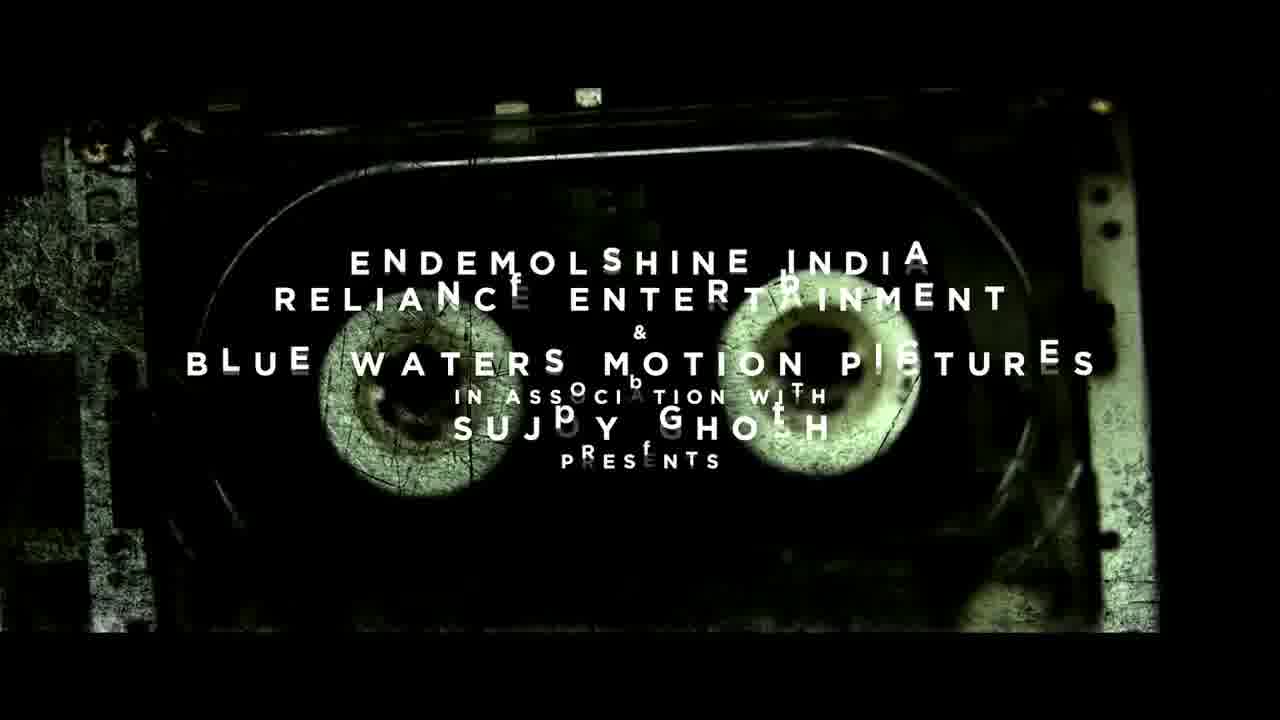 ENDEMOLSHINE INDIA
RELIANCE ENTERTAINMENT
&
BLUE WATERS MOTION PICTURES
IN ASSOCIATION WITH
SUJOY GHOSH
PRESENTS